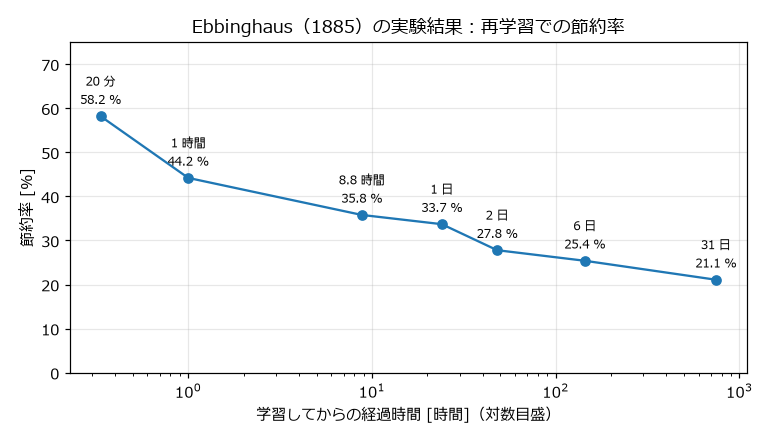 Ebbinghaus（1885）の実験結果：再学習での節約率
節約率 [%]
70
60
50
40
30
20
10
0
20 分
58.2 %
1 時間
44.2 %
8.8 時間
35.8 %
1 日
33.7 %
2 日
27.8 %
6 日
25.4 %
31 日
21.1 %
10⁰ 10¹ 10² 10³
学習してからの経過時間 [時間]（対数目盛）